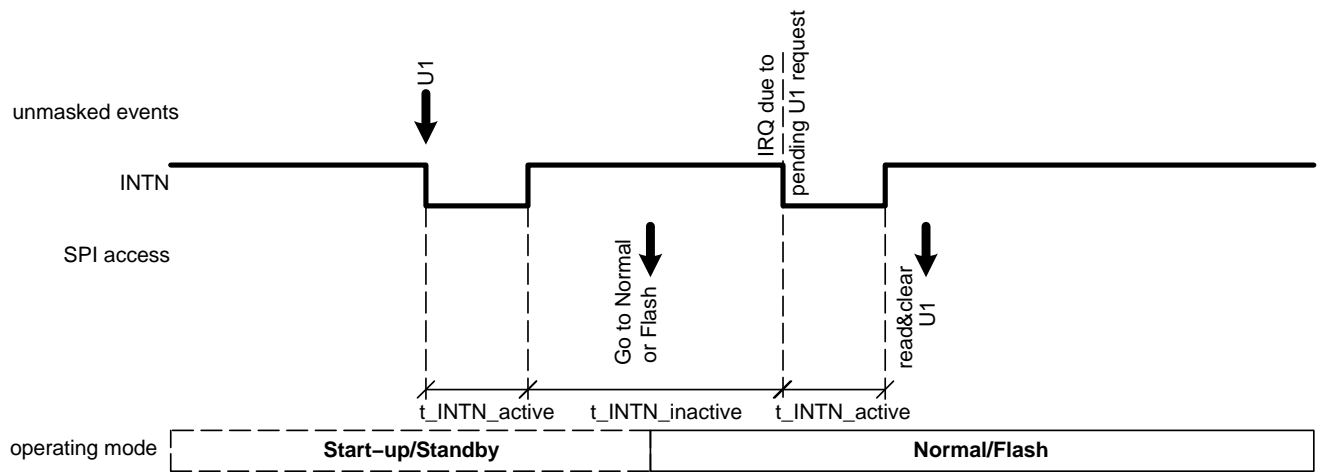 U1
IRQ due to
pending U1 request
unmasked events
INTN
SPI access
Go to Normal
or Flash
read&clear
U1
t_INTN_active
t_INTN_inactive
t_INTN_active
operating mode
Start−up/Standby
Normal/Flash